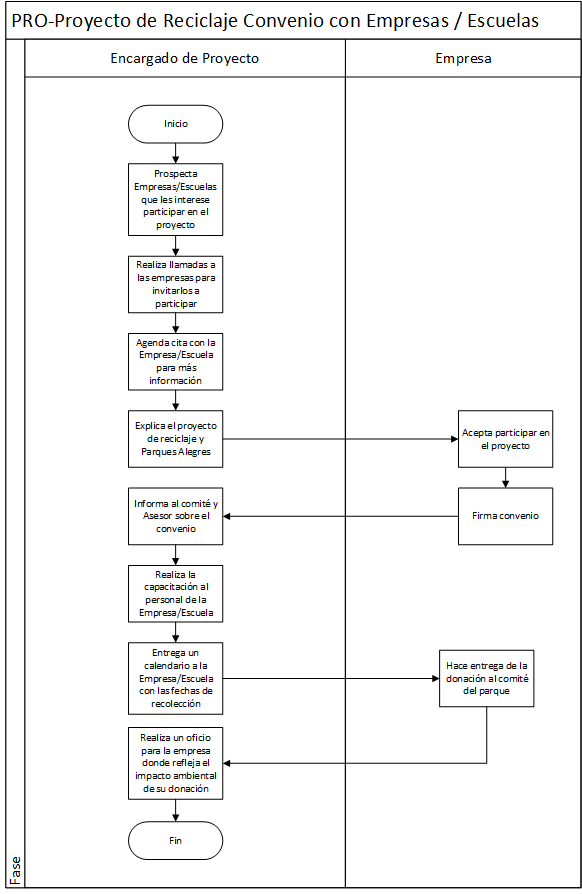 PRO-Proyecto de Reciclaje Convenio con Empresas / Escuelas
Encargado de Proyecto
Empresa
Inicio
Prospecta
Empresas/Escuelas
que les interese
participar en el
proyecto
Realiza llamadas a
las empresas para
invitarlos a
participar
Agenda cita con la
Empresa/Escuela
para más
información
Explica el proyecto
de reciclaje y
Parques Alegres
Acepta participar en
el proyecto
Firma convenio
Informa al comité y
Asesor sobre el
convenio
Realiza la
capacitación al
personal de la
Empresa/Escuela
Entrega un
calendario a la
Empresa/Escuela
con las fechas de
recolección
Hace entrega de la
donación al comité
del parque
Realiza un oficio
para la empresa
donde refleja el
impacto ambiental
de su donación
Fin
Fase